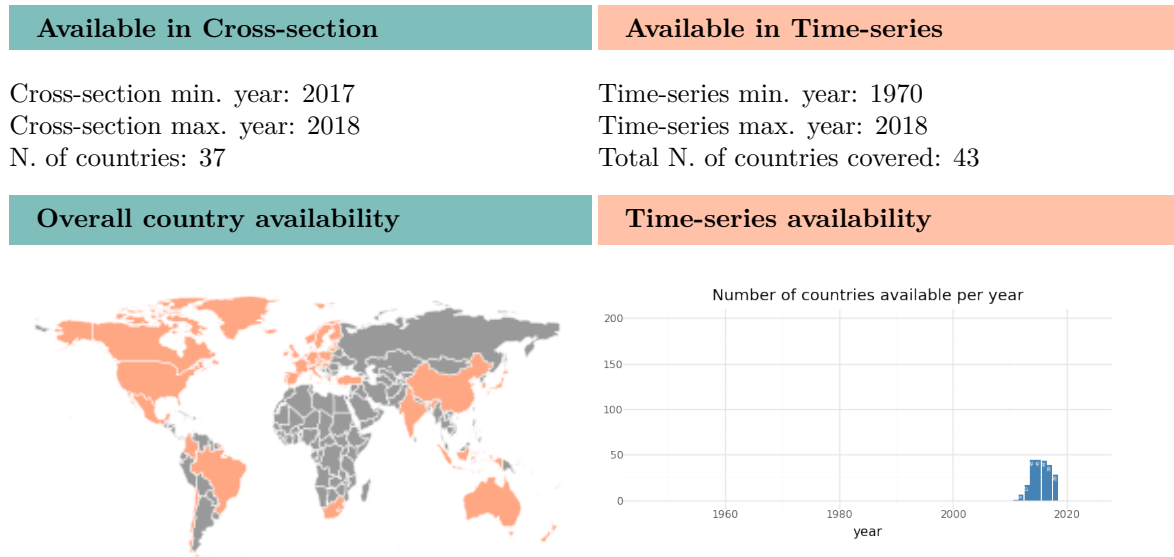 Available in Cross-section
Available in Time-series
Cross-section min. year: 2017
Cross-section max. year: 2018
N. of countries: 37
Time-series min. year: 1970
Time-series max. year: 2018
Total N. of countries covered: 43
Overall country availability
Time-series availability
Number of countries available per year
200
150
100
50
0
1960
1980
2000
2020
year